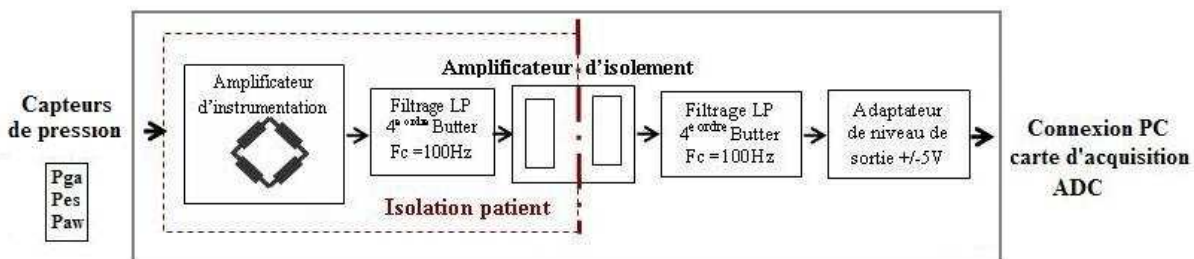 Capteurs
de pression
Pga
Pes
Paw
Amplificateur
d'instrumentation
Filtrage LP
4e ordre Butter
Fc =100Hz
Amplificateur d'isolement
Isolation patient
Filtrage LP
4e ordre Butter
Fc =100Hz
Adaptateur
de niveau de
sortie +/-5V
Connexion PC
carte d'acquisition
ADC